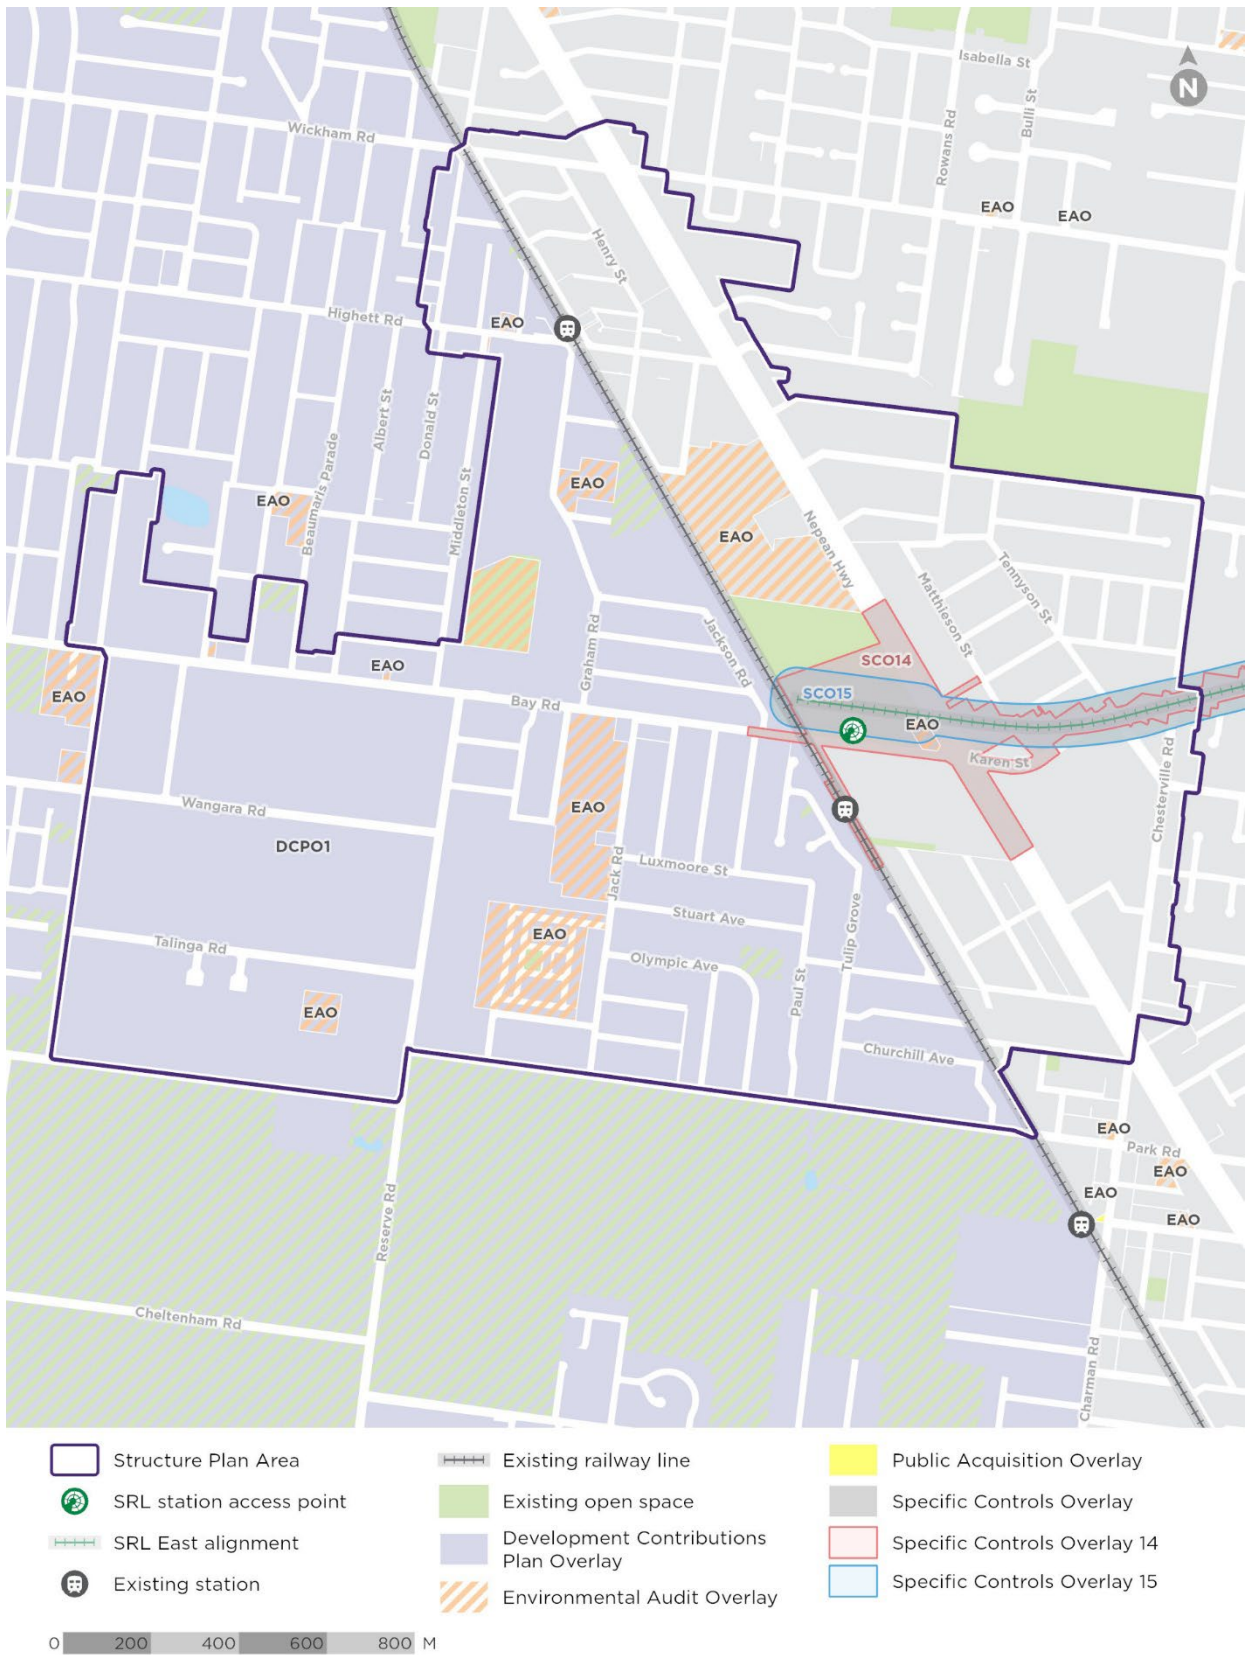 Isabella St
N
Bulli St
Rowans Rd
Wickham Rd
EAO
EAO
Henry St
Highett Rd
EAO
Albert St
Donald St
Beaumaris Parade
Middleton St
EAO
EAO
EAO
Nepean Hwy
Tennyson St
Matthieson St
Graham Rd
Jackson Rd
SCO14
EAO
SCO15
EAO
Bay Rd
EAO
Karen St
Chesterville Rd
Wangara Rd
EAO
DCPO1
Jack Rd
Luxmoore St
Stuart Ave
Tulip Grove
Talinga Rd
EAO
Olympic Ave
Paul St
EAO
Churchill Ave
EAO
Park Rd
EAO
EAO
EAO
Reserve Rd
Cheltenham Rd
Charman Rd
Structure Plan Area
SRL station access point
SRL East alignment
Existing station
Existing railway line
Existing open space
Development Contributions
Plan Overlay
Environmental Audit Overlay
Public Acquisition Overlay
Specific Controls Overlay
Specific Controls Overlay 14
Specific Controls Overlay 15
0 200 400 600 800 M